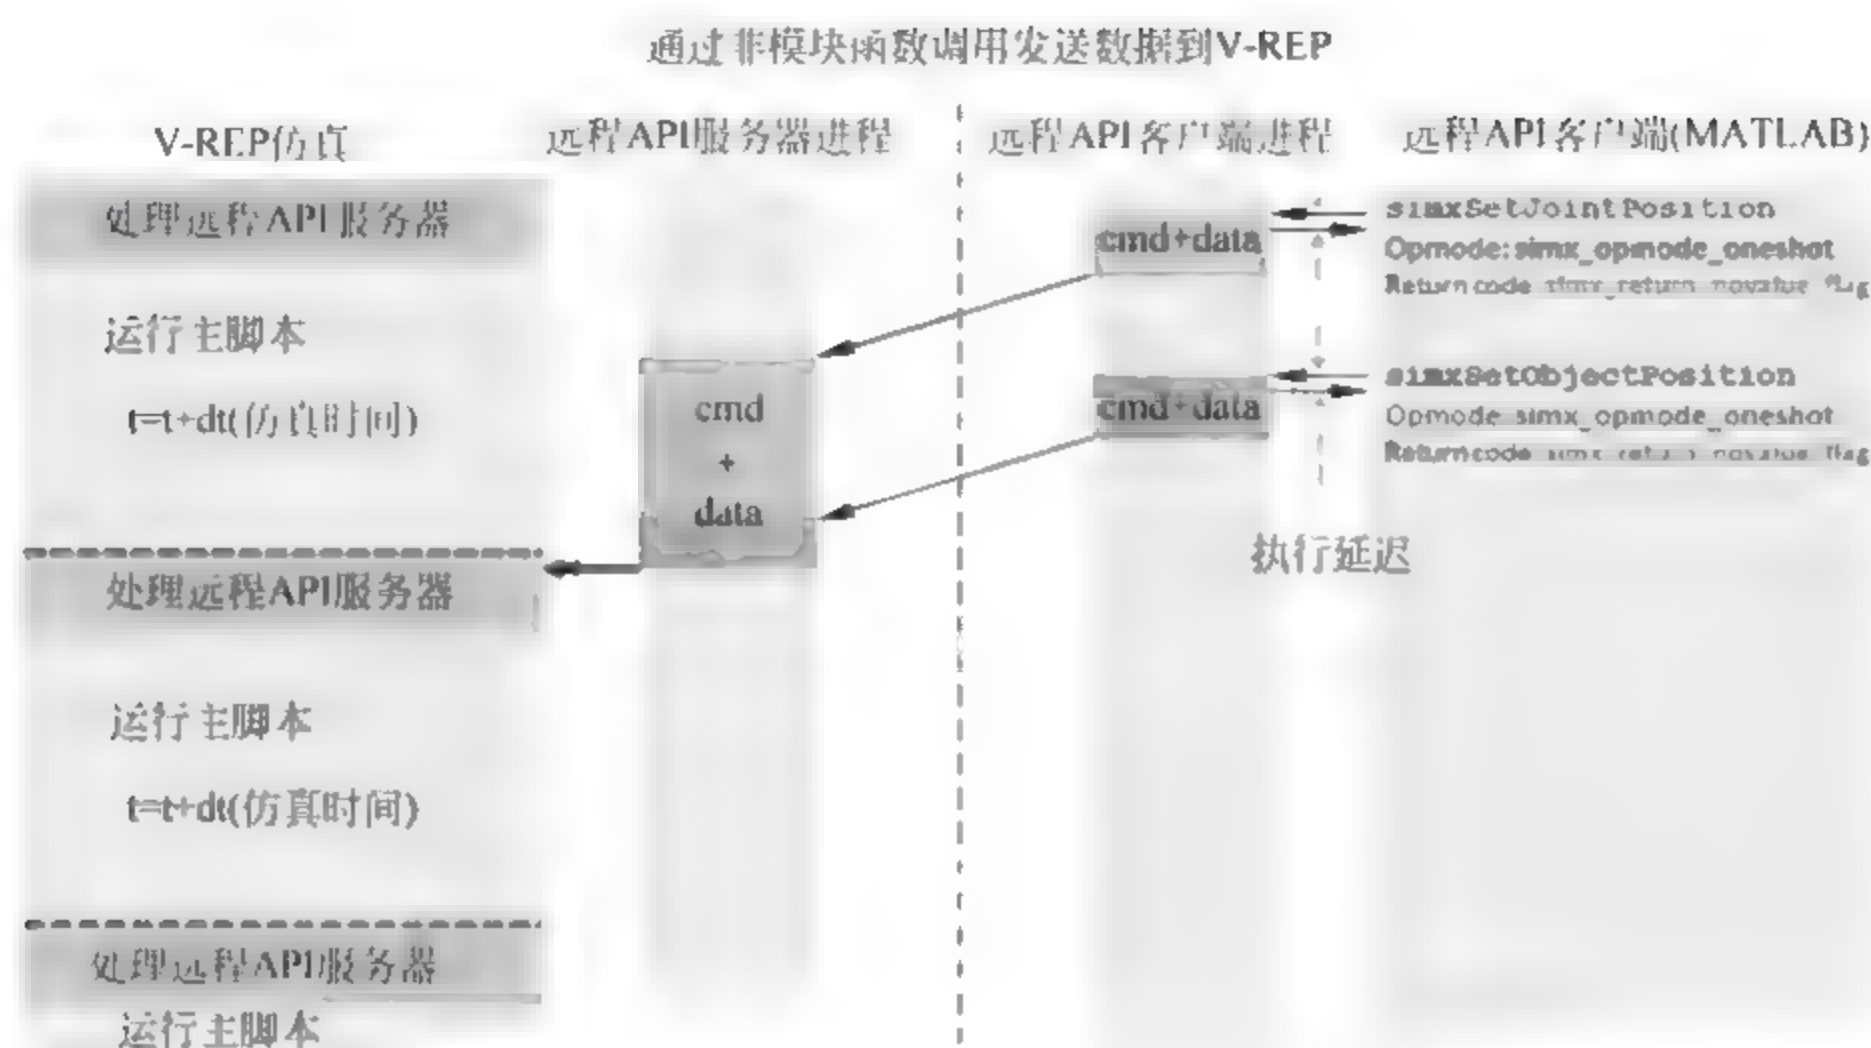 通过非模块函数调用发送数据到V-REP
V-REP仿真
远程API服务器进程
远程API客户端进程
远程API客户端(MATLAB)
处理远程API服务器
运行主脚本
t=t+dt(仿真时间)
处理远程API服务器
运行主脚本
t=t+dt(仿真时间)
处理远程API服务器
运行主脚本
cmd
+
data
cmd+data
cmd+data
simxSetJointPosition
Opmode: simx_opmode_oneshot
Return code simx_return_novalue_flag
simxSetObjectPosition
Opmode simx_opmode_oneshot
Return code simx_return_novalue_flag
执行延迟